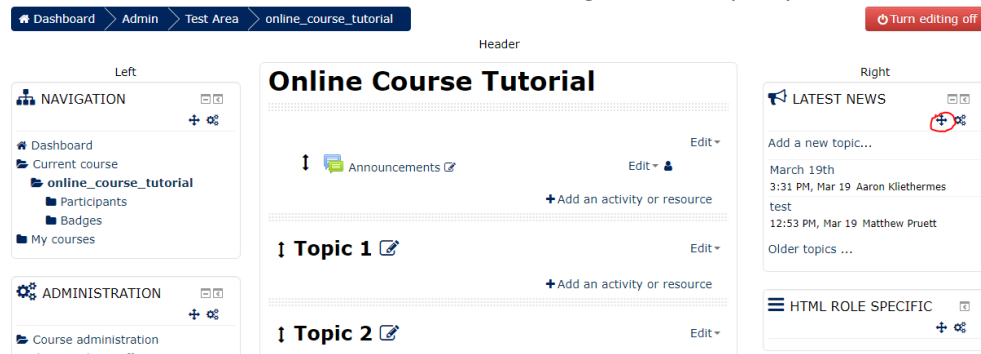 Dashboard Admin Test Area online_course_tutorial
Turn editing off
Header
Left
NAVIGATION
Dashboard
Current course
online_course_tutorial
Participants
Badges
My courses
ADMINISTRATION
Course administration
Online Course Tutorial
Edit
Announcements
Edit
Add an activity or resource
Topic 1
Edit
Add an activity or resource
Topic 2
Edit
Right
LATEST NEWS
Add a new topic...
March 19th
3:31 PM, Mar 19 Aaron Kliethermes
test
12:53 PM, Mar 19 Matthew Pruett
Older topics ...
HTML ROLE SPECIFIC